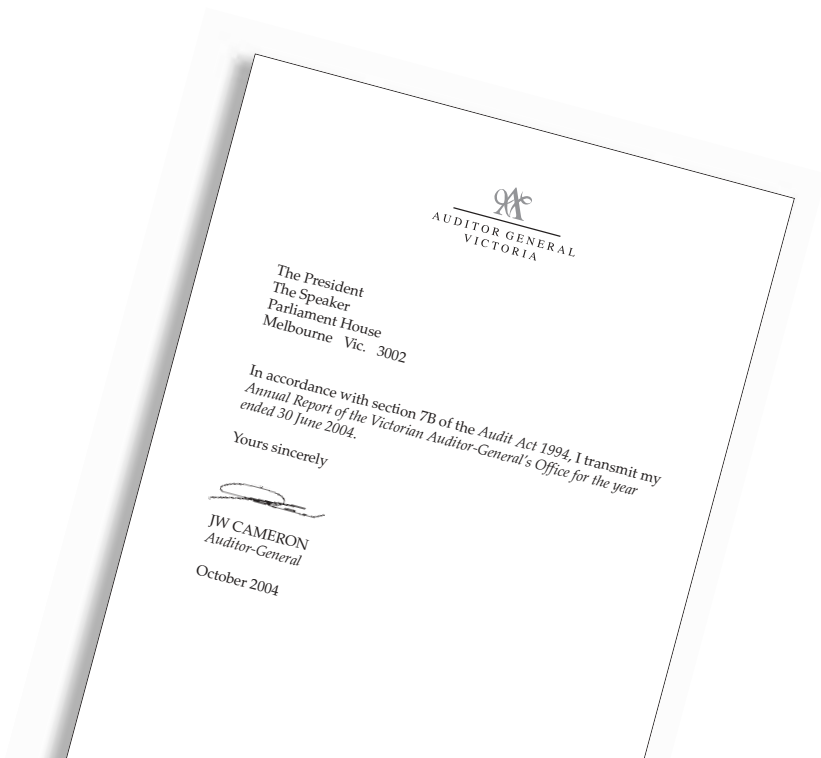 AUDITOR GENERAL
VICTORIA
The President
The Speaker
Parliament House
Melbourne Vic. 3002
In accordance with section 7B of the Audit Act 1994, I transmit my
Annual Report of the Victorian Auditor-General's Office for the year
ended 30 June 2004.
Yours sincerely
JW CAMERON
Auditor-General
October 2004